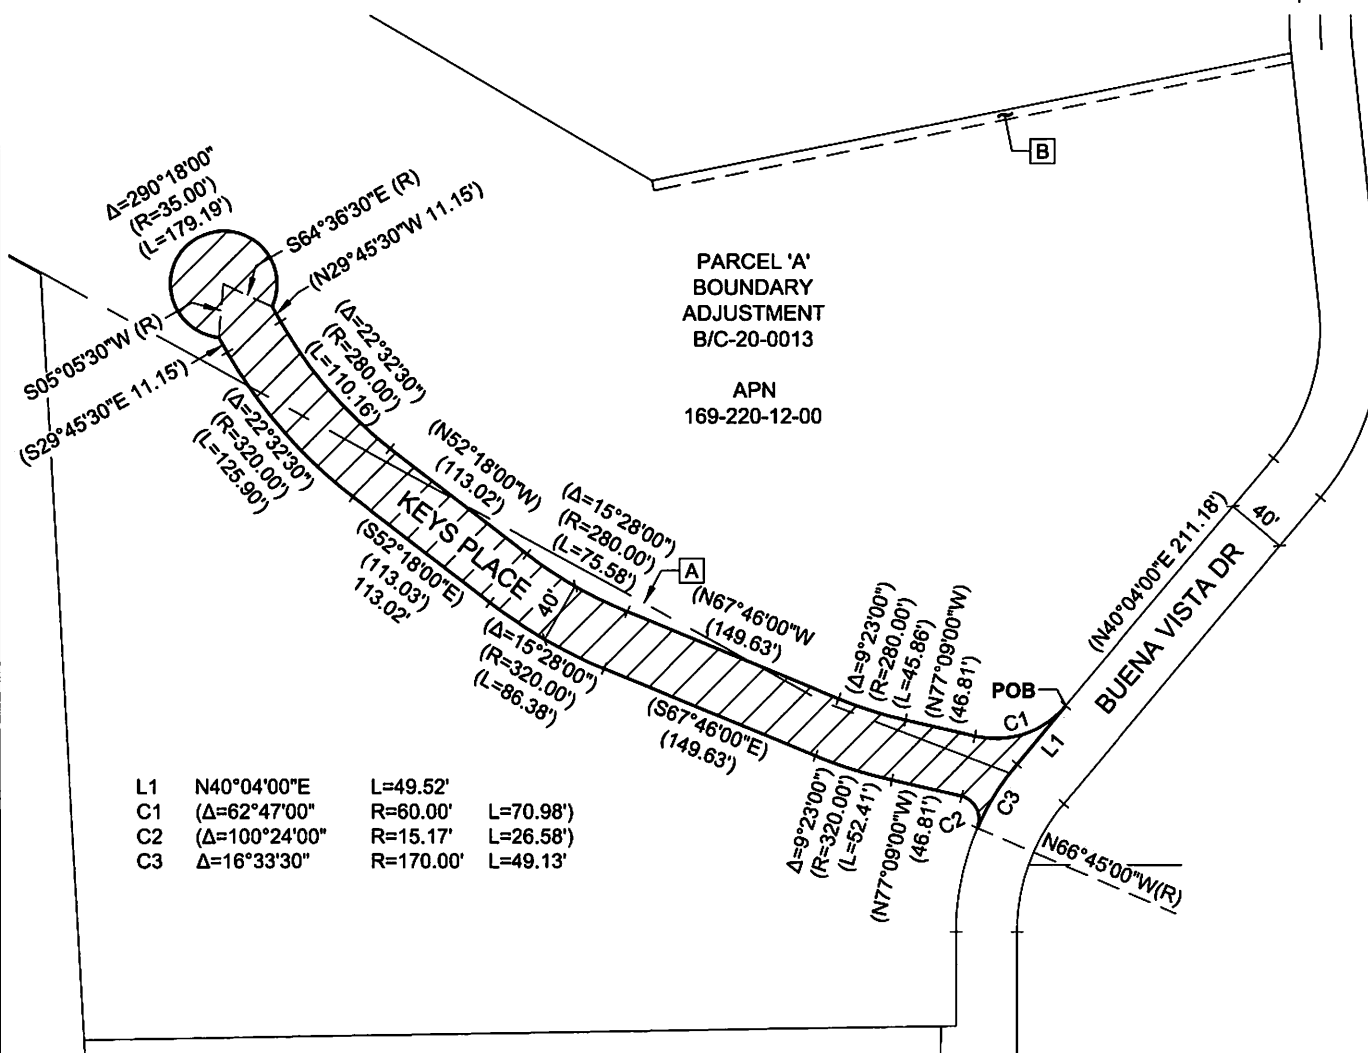 B
Δ=290°18'00"
(R=35.00')
(L=179.19')
S64°36'30"E (R)
(N29°45'30"W 11.15')
S05°05'30"W (R)
(S29°45'30"E 11.15')
PARCEL 'A'
BOUNDARY
ADJUSTMENT
B/C-20-0013
APN
169-220-12-00
(Δ=22°32'30")
(R=280.00')
(L=110.16')
(Δ=22°32'30")
(R=320.00')
(L=125.90')
(N52°18'00"W)
(113.02')
KEYS PLACE
40'
(S52°18'00"E)
(113.03')
113.02'
(Δ=15°28'00")
(R=280.00')
(L=75.58')
A
(Δ=15°28'00")
(R=320.00')
(L=86.38')
(N67°46'00"W
(149.63')
(S67°46'00"E)
(149.63')
(Δ=9°23'00")
(R=280.00')
(L=45.86')
(N77°09'00"W)
(46.81')
Δ=9°23'00")
(R=320.00')
(L=52.41')
(N77°09'00"W)
(46.81')
POB
C1
L1
C2
C3
(N40°04'00"E 211.18')
40'
BUENA VISTA DR
N66°45'00"W(R)
L1 N40°04'00"E L=49.52'
C1 (Δ=62°47'00" R=60.00' L=70.98')
C2 (Δ=100°24'00" R=15.17' L=26.58')
C3 Δ=16°33'30" R=170.00' L=49.13'